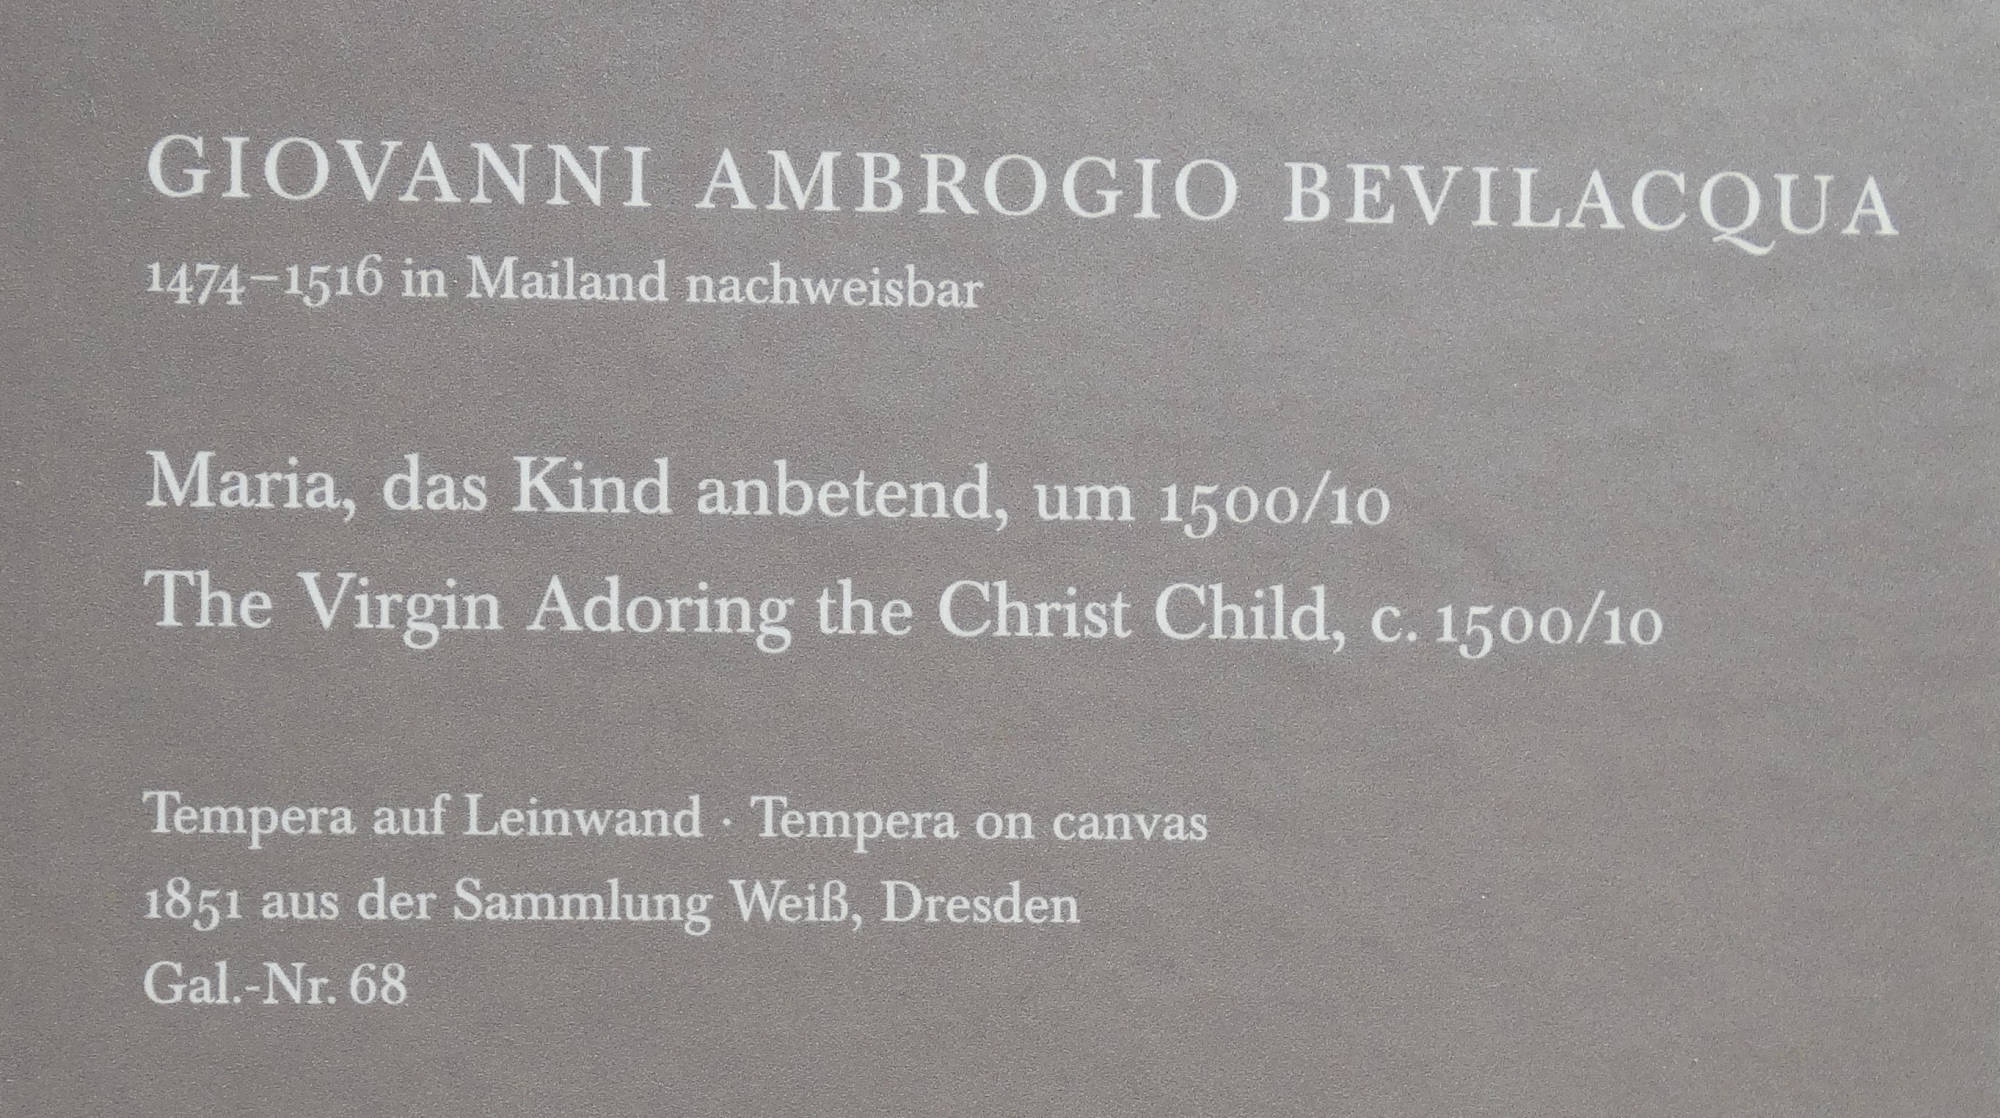 GIOVANNI AMBROGIO BEVILACQUA
1474–1516 in Mailand nachweisbar
Maria, das Kind anbetend, um 1500/10
The Virgin Adoring the Christ Child, c. 1500/10
Tempera auf Leinwand · Tempera on canvas
1851 aus der Sammlung Weiß, Dresden
Gal.-Nr. 68